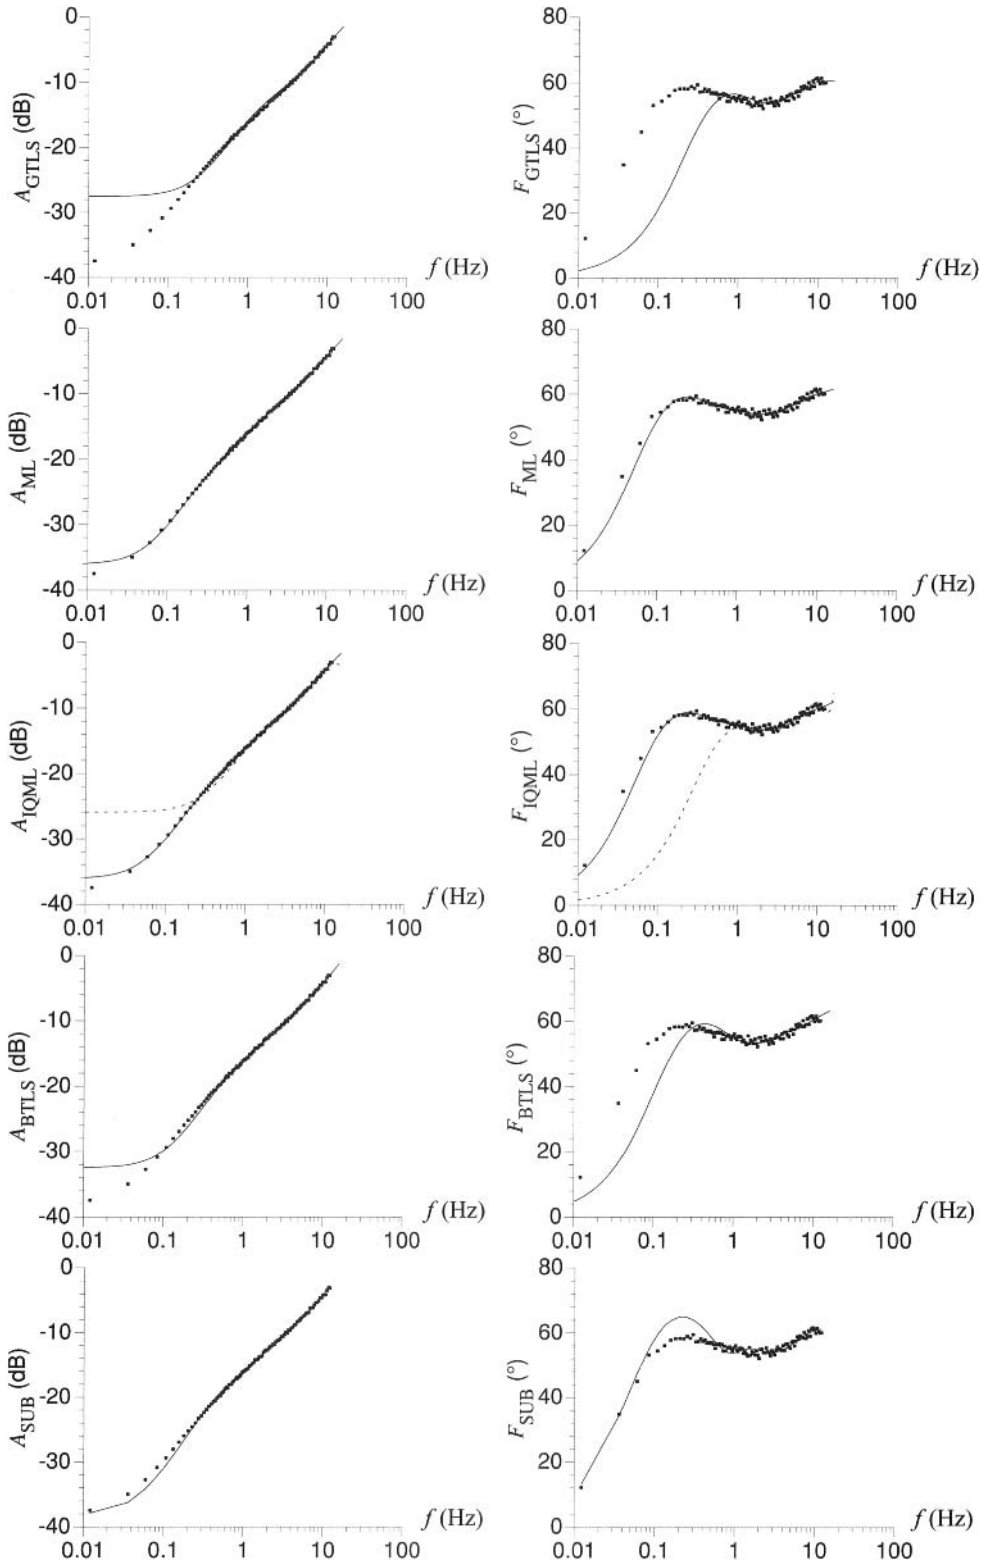 0
-10
-20
-30
-40
A_GTLS (dB)
0.01 0.1 1 10 100
f (Hz)
80
60
40
20
0
F_GTLS (°)
0.01 0.1 1 10 100
f (Hz)
0
-10
-20
-30
-40
A_ML (dB)
0.01 0.1 1 10 100
f (Hz)
80
60
40
20
0
F_ML (°)
0.01 0.1 1 10 100
f (Hz)
0
-10
-20
-30
-40
A_IQML (dB)
0.01 0.1 1 10 100
f (Hz)
80
60
40
20
0
F_IQML (°)
0.01 0.1 1 10 100
f (Hz)
0
-10
-20
-30
-40
A_BTLS (dB)
0.01 0.1 1 10 100
f (Hz)
80
60
40
20
0
F_BTLS (°)
0.01 0.1 1 10 100
f (Hz)
0
-10
-20
-30
-40
A_SUB (dB)
0.01 0.1 1 10 100
f (Hz)
80
60
40
20
0
F_SUB (°)
0.01 0.1 1 10 100
f (Hz)